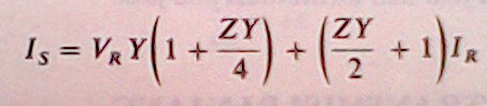 I_S = V_R Y(1 + ZY/4) + (ZY/2 + 1)I_R